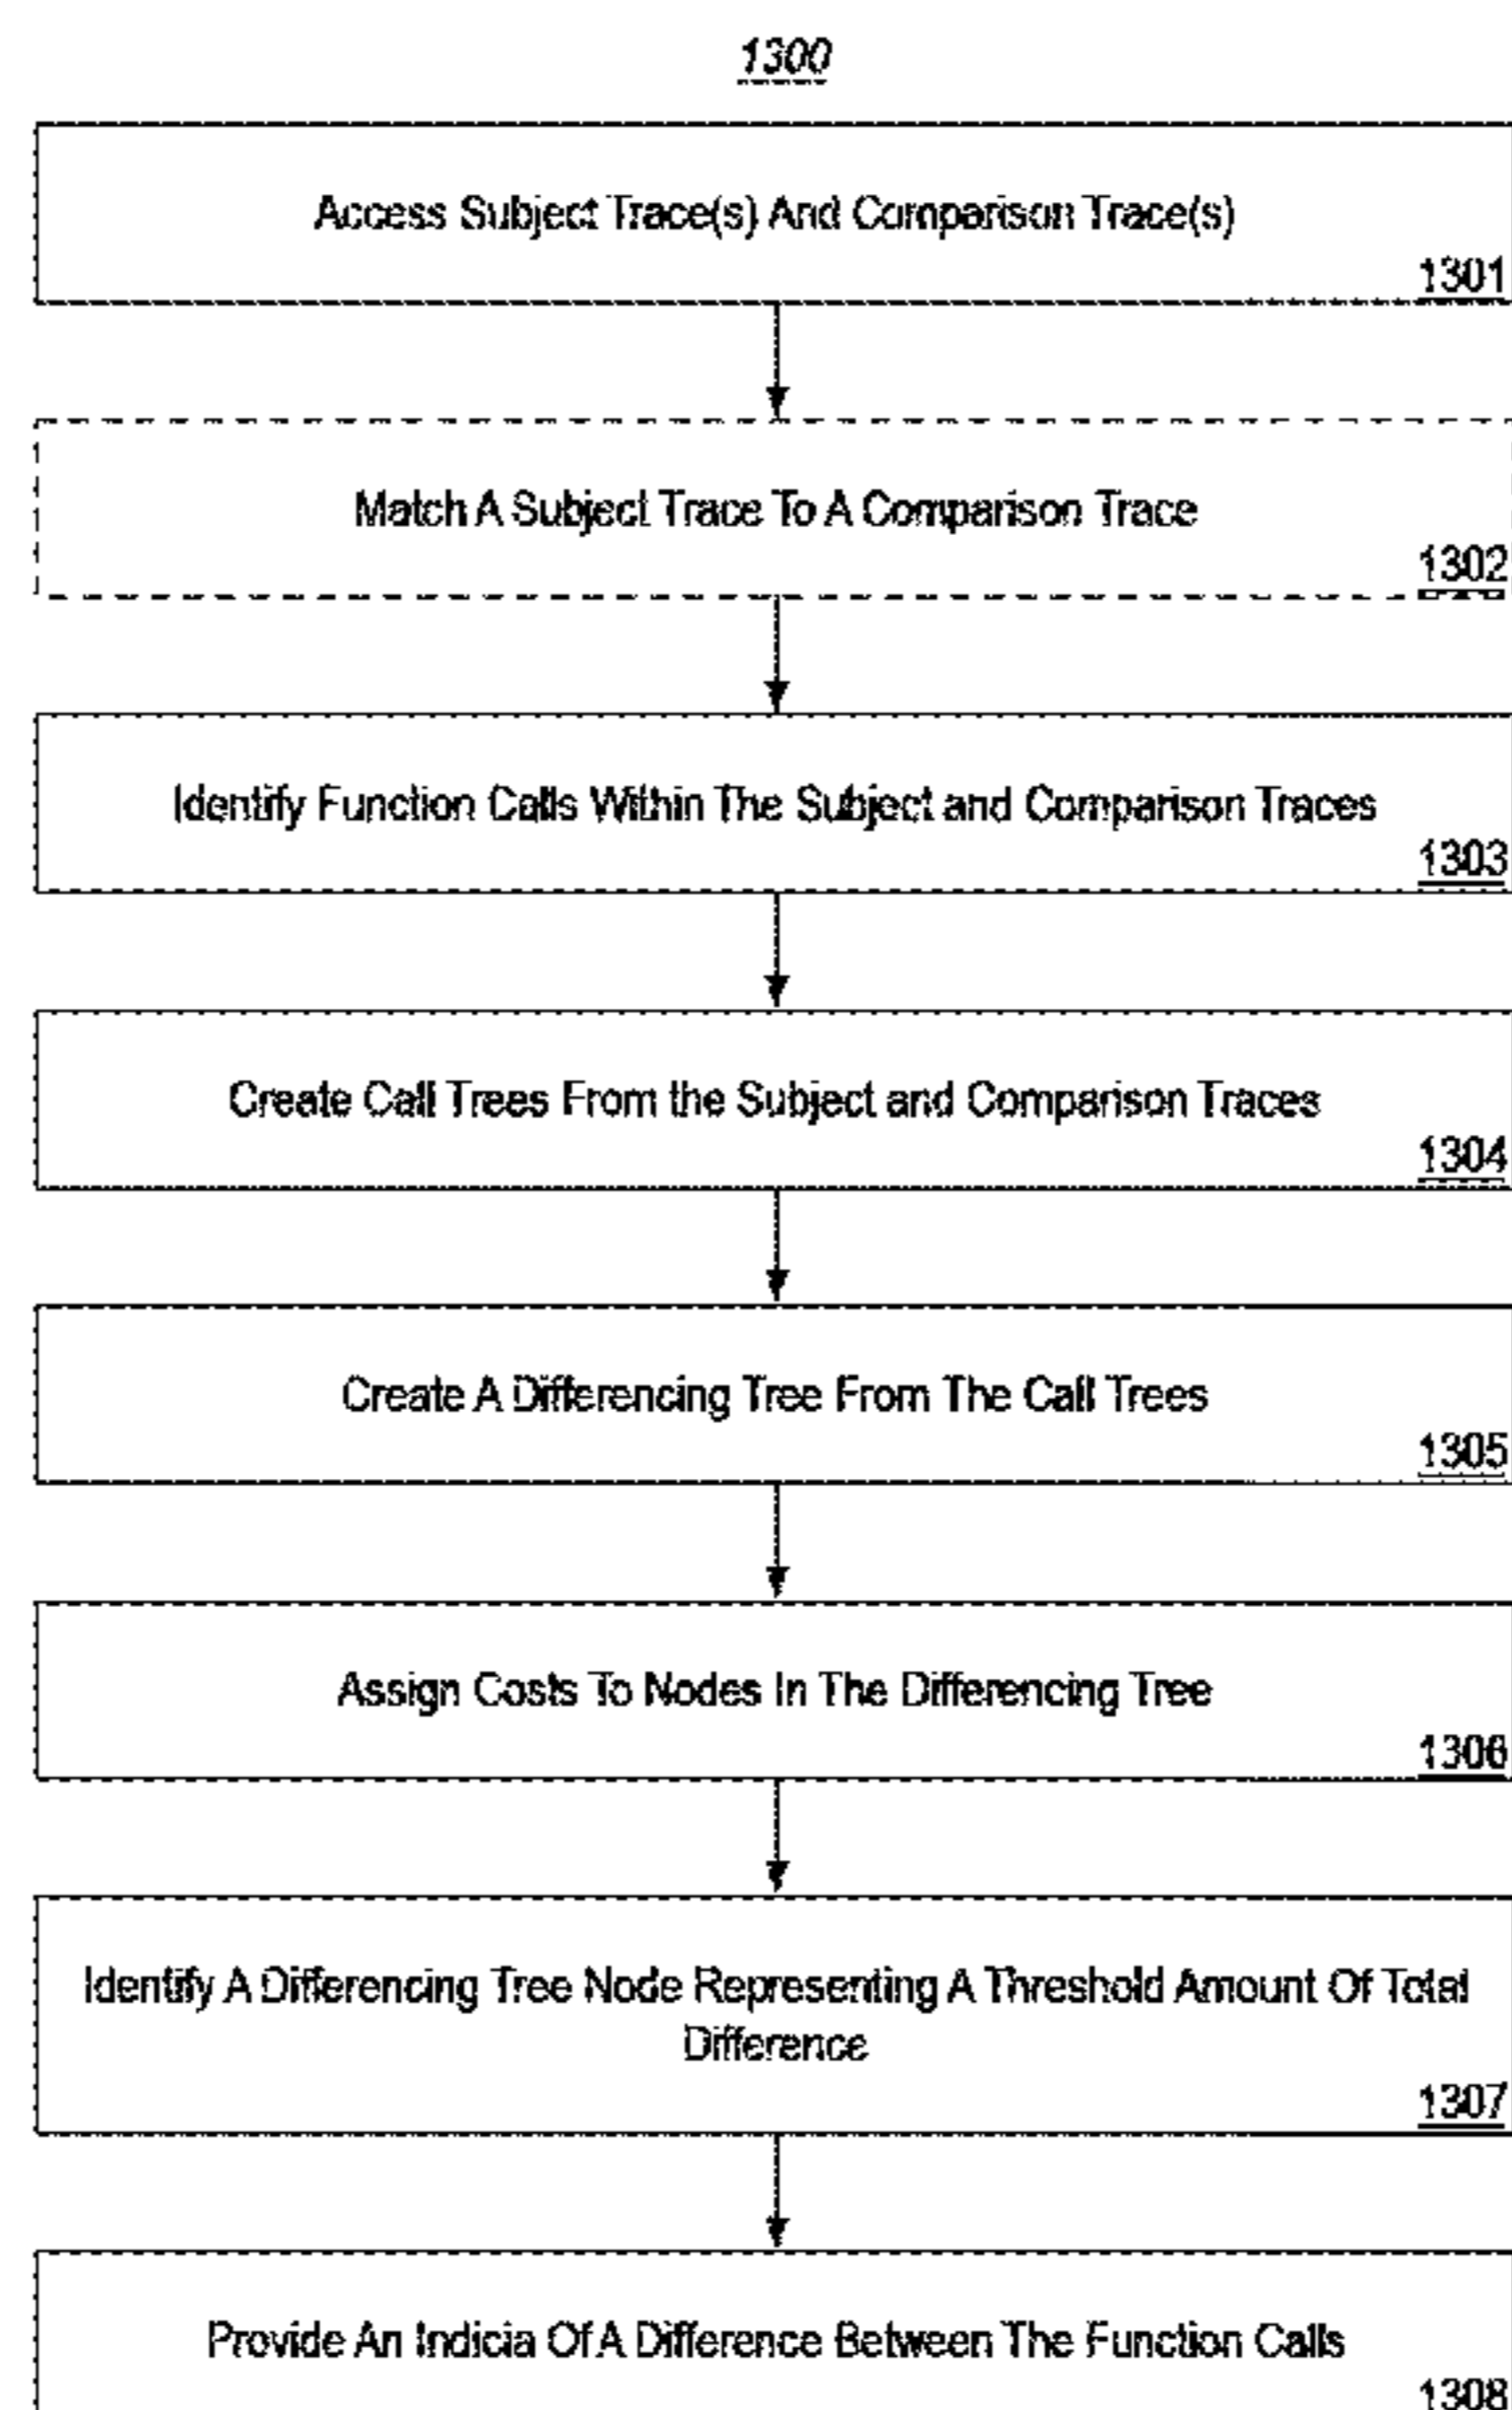 1300
Access Subject Trace(s) And Comparison Trace(s)
1301
Match A Subject Trace To A Comparison Trace
1302
Identify Function Calls Within The Subject and Comparison Traces
1303
Create Call Trees From the Subject and Comparison Traces
1304
Create A Differencing Tree From The Call Trees
1305
Assign Costs To Nodes In The Differencing Tree
1306
Identify A Differencing Tree Node Representing A Threshold Amount Of Total
Difference
1307
Provide An Indicia Of A Difference Between The Function Calls
1308